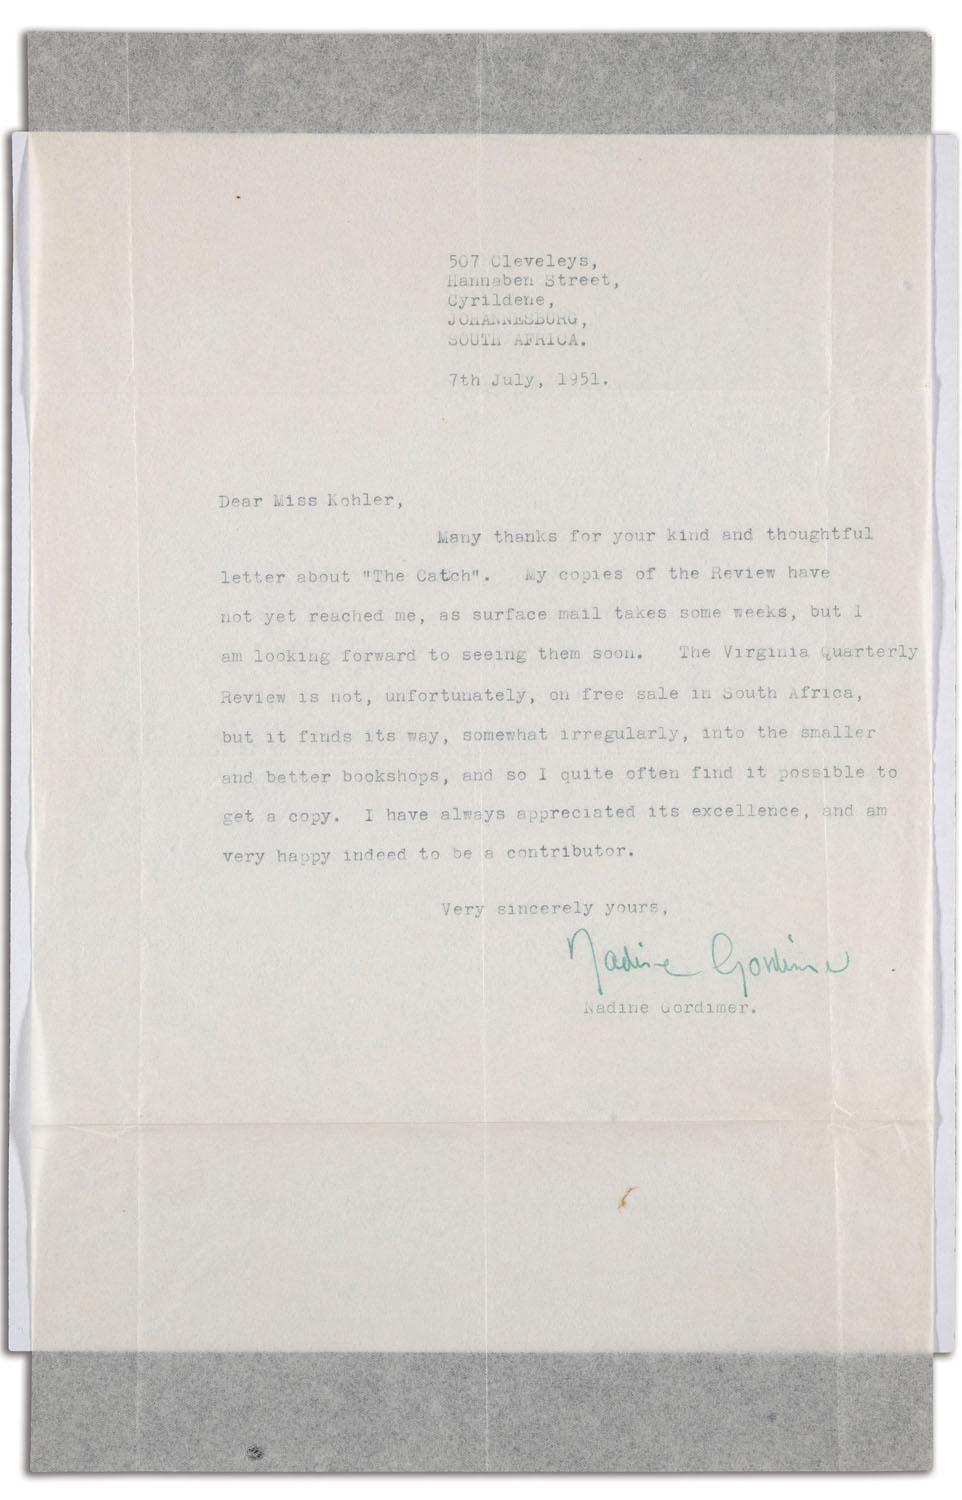 507 Cleveleys,
Hannaben Street,
Cyrildene,
JOHANNESBURG,
SOUTH AFRICA.
7th July, 1951.
Dear Miss Kohler,
Many thanks for your kind and thoughtful
letter about "The Catch". My copies of the Review have
not yet reached me, as surface mail takes some weeks, but I
am looking forward to seeing them soon. The Virginia Quarterly
Review is not, unfortunately, on free sale in South Africa,
but it finds its way, somewhat irregularly, into the smaller
and better bookshops, and so I quite often find it possible to
get a copy. I have always appreciated its excellence, and am
very happy indeed to be a contributor.
Very sincerely yours,
Nadine Gordimer
Nadine Gordimer.